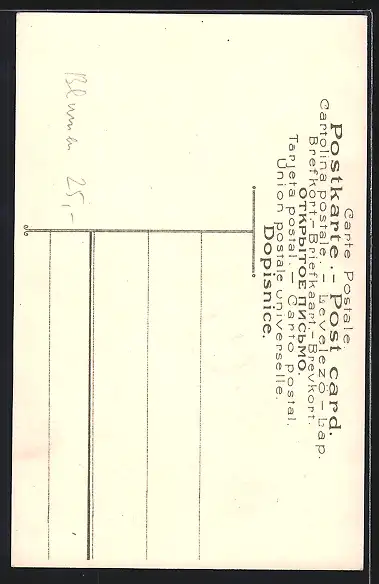 Carte Postale.
Postkarte. - Post card.
Cartolina postale. - Levelező - Lap.
Brefkort. - Briefkaart. - Brevkort.
ОТКРЫТОЕ ПИСЬМО.
Tarjeta postal. - Carto postal.
Union postale universelle.
Dopisnice.
Blumen 25,-